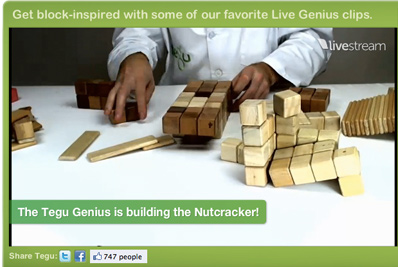 Get block-inspired with some of our favorite Live Genius clips.
livestream
The Tegu Genius is building the Nutcracker!
Share Tegu:
747 people